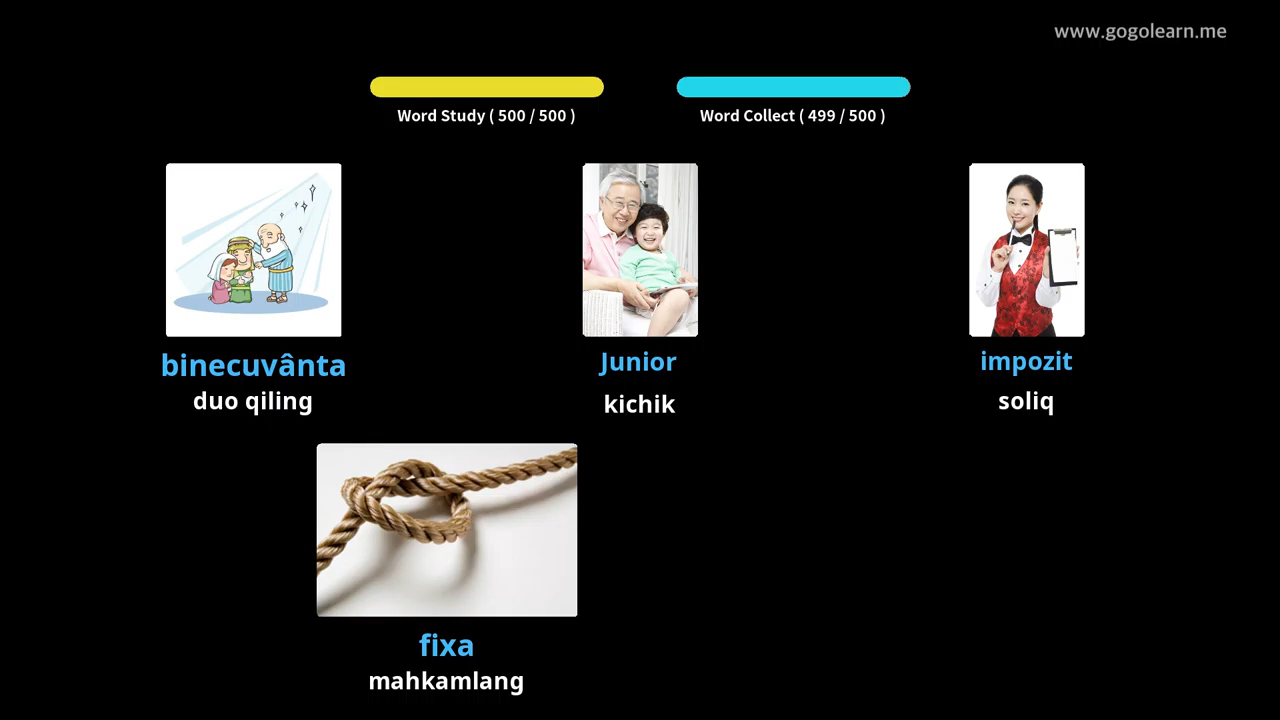 www.gogolearn.me
Word Study ( 500 / 500 )
Word Collect ( 499 / 500 )
binecuvânta
duo qiling
Junior
kichik
impozit
soliq
fixa
mahkamlang